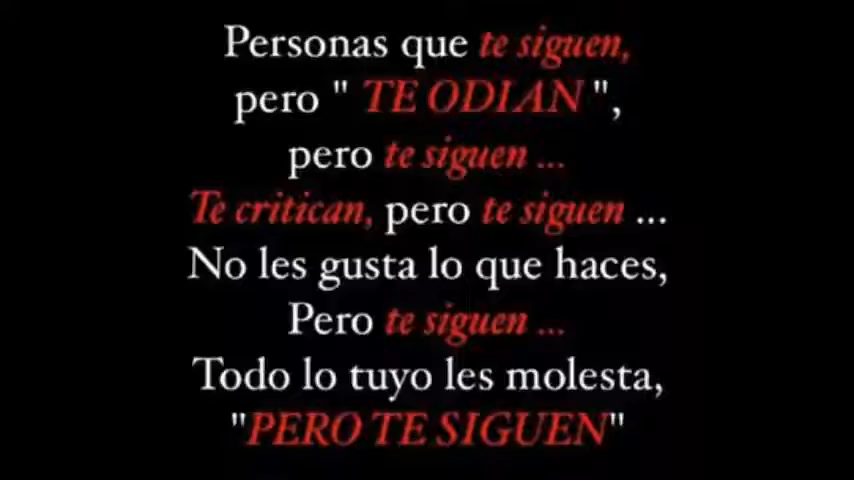 Personas que te siguen,
pero " TE ODIAN ",
pero te siguen ...
Te critican, pero te siguen ...
No les gusta lo que haces,
Pero te siguen ...
Todo lo tuyo les molesta,
"PERO TE SIGUEN"